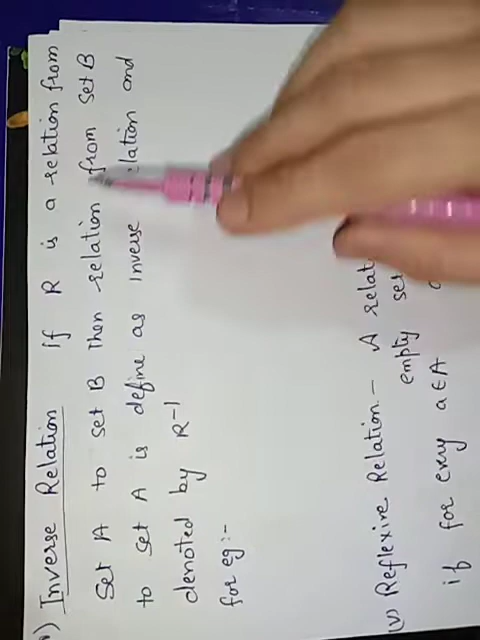 ) Inverse Relation if R is a relation from
Set A to set B then relation from set B
to set A is define as inverse lation and
denoted by R⁻¹
for eg:-
(V) Reflexive Relation.- A relat
empty se
if for every a∈A